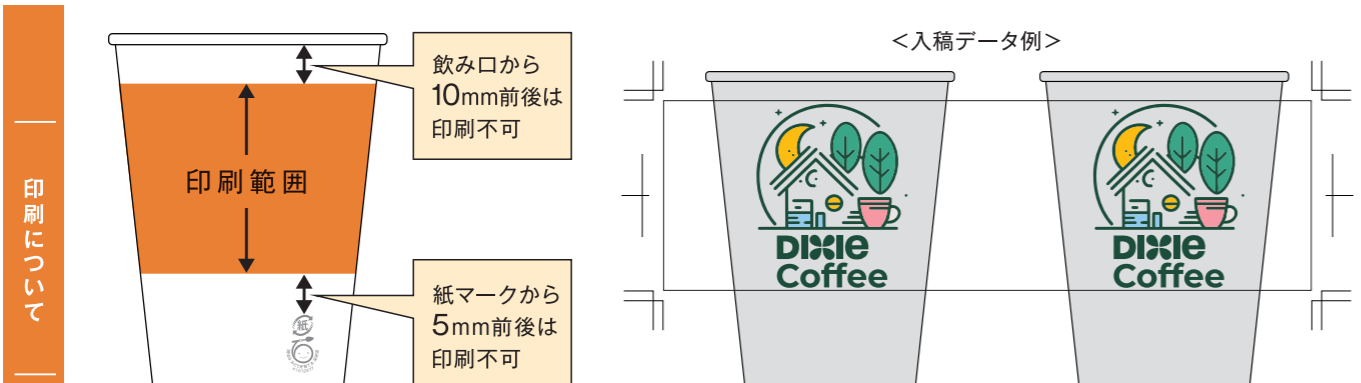 印刷について
飲み口から
10mm前後は
印刷不可
印刷範囲
紙マークから
5mm前後は
印刷不可
紙
＜入稿データ例＞
DIXIE
Coffee
DIXIE
Coffee